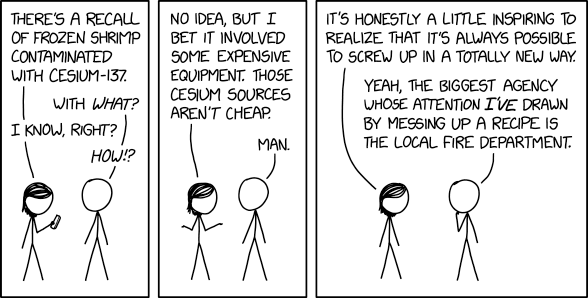 THERE'S A RECALL
OF FROZEN SHRIMP
CONTAMINATED
WITH CESIUM-137.
WITH WHAT?
I KNOW, RIGHT?
HOW!?
NO IDEA, BUT I
BET IT INVOLVED
SOME EXPENSIVE
EQUIPMENT. THOSE
CESIUM SOURCES
AREN'T CHEAP.
MAN.
IT'S HONESTLY A LITTLE INSPIRING TO
REALIZE THAT IT'S ALWAYS POSSIBLE
TO SCREW UP IN A TOTALLY NEW WAY.
YEAH, THE BIGGEST AGENCY
WHOSE ATTENTION I'VE DRAWN
BY MESSING UP A RECIPE IS
THE LOCAL FIRE DEPARTMENT.